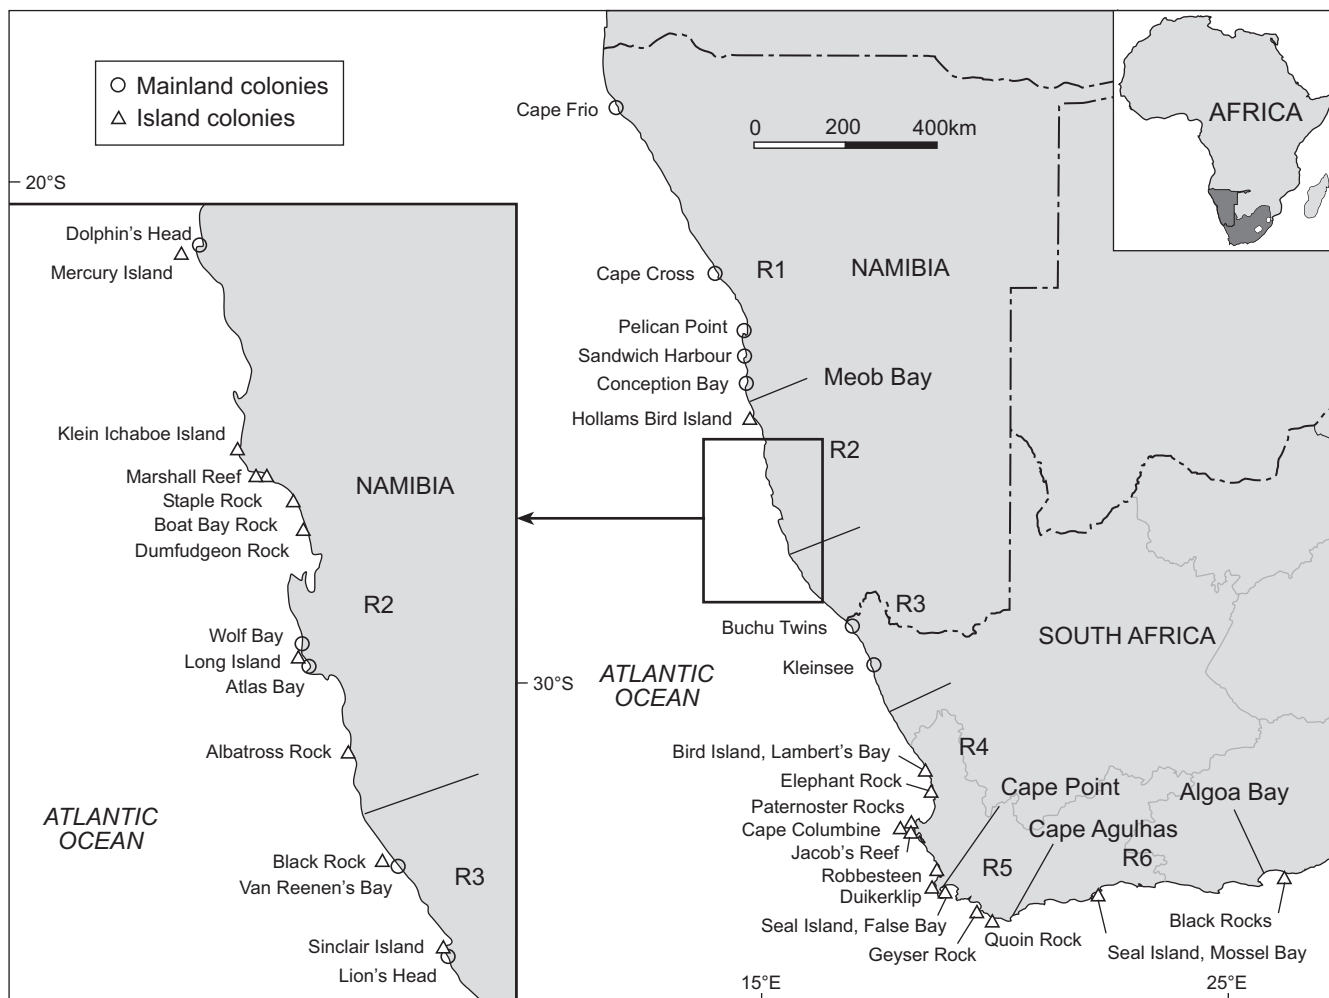 Mainland colonies
Island colonies
Cape Frio
0 200 400km
AFRICA
20°S
Dolphin's Head
Mercury Island
Cape Cross
R1
NAMIBIA
Pelican Point
Sandwich Harbour
Conception Bay
Meob Bay
Hollams Bird Island
Klein Ichaboe Island
R2
Marshall Reef
NAMIBIA
Staple Rock
Boat Bay Rock
Dumfudgeon Rock
R2
R3
Buchu Twins
SOUTH AFRICA
Wolf Bay
Long Island
Atlas Bay
Kleinsee
30°S
ATLANTIC
OCEAN
Albatross Rock
Bird Island, Lambert's Bay
R4
Elephant Rock
Cape Point
Algoa Bay
Paternoster Rocks
ATLANTIC
OCEAN
Cape Columbine
Cape Agulhas
Jacob's Reef
R6
Black Rock
R5
Robbesteen
R3
Van Reenen's Bay
Duikerklip
Seal Island, False Bay
Black Rocks
Sinclair Island
Quoin Rock
Geyser Rock
Seal Island, Mossel Bay
Lion's Head
15°E
25°E